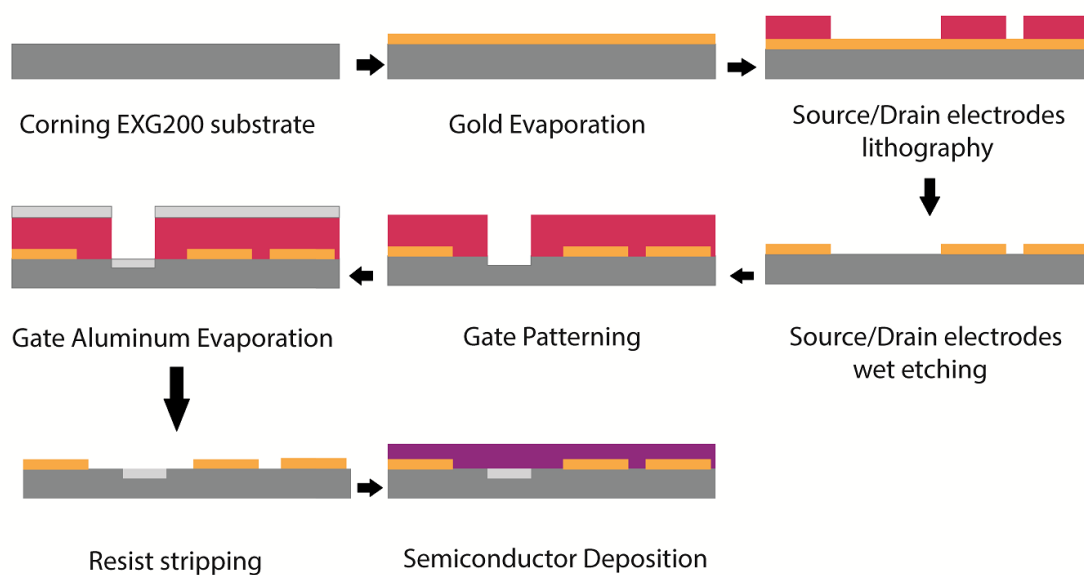 Corning EXG200 substrate
Gold Evaporation
Source/Drain electrodes
lithography
Source/Drain electrodes
wet etching
Gate Patterning
Gate Aluminum Evaporation
Resist stripping
Semiconductor Deposition